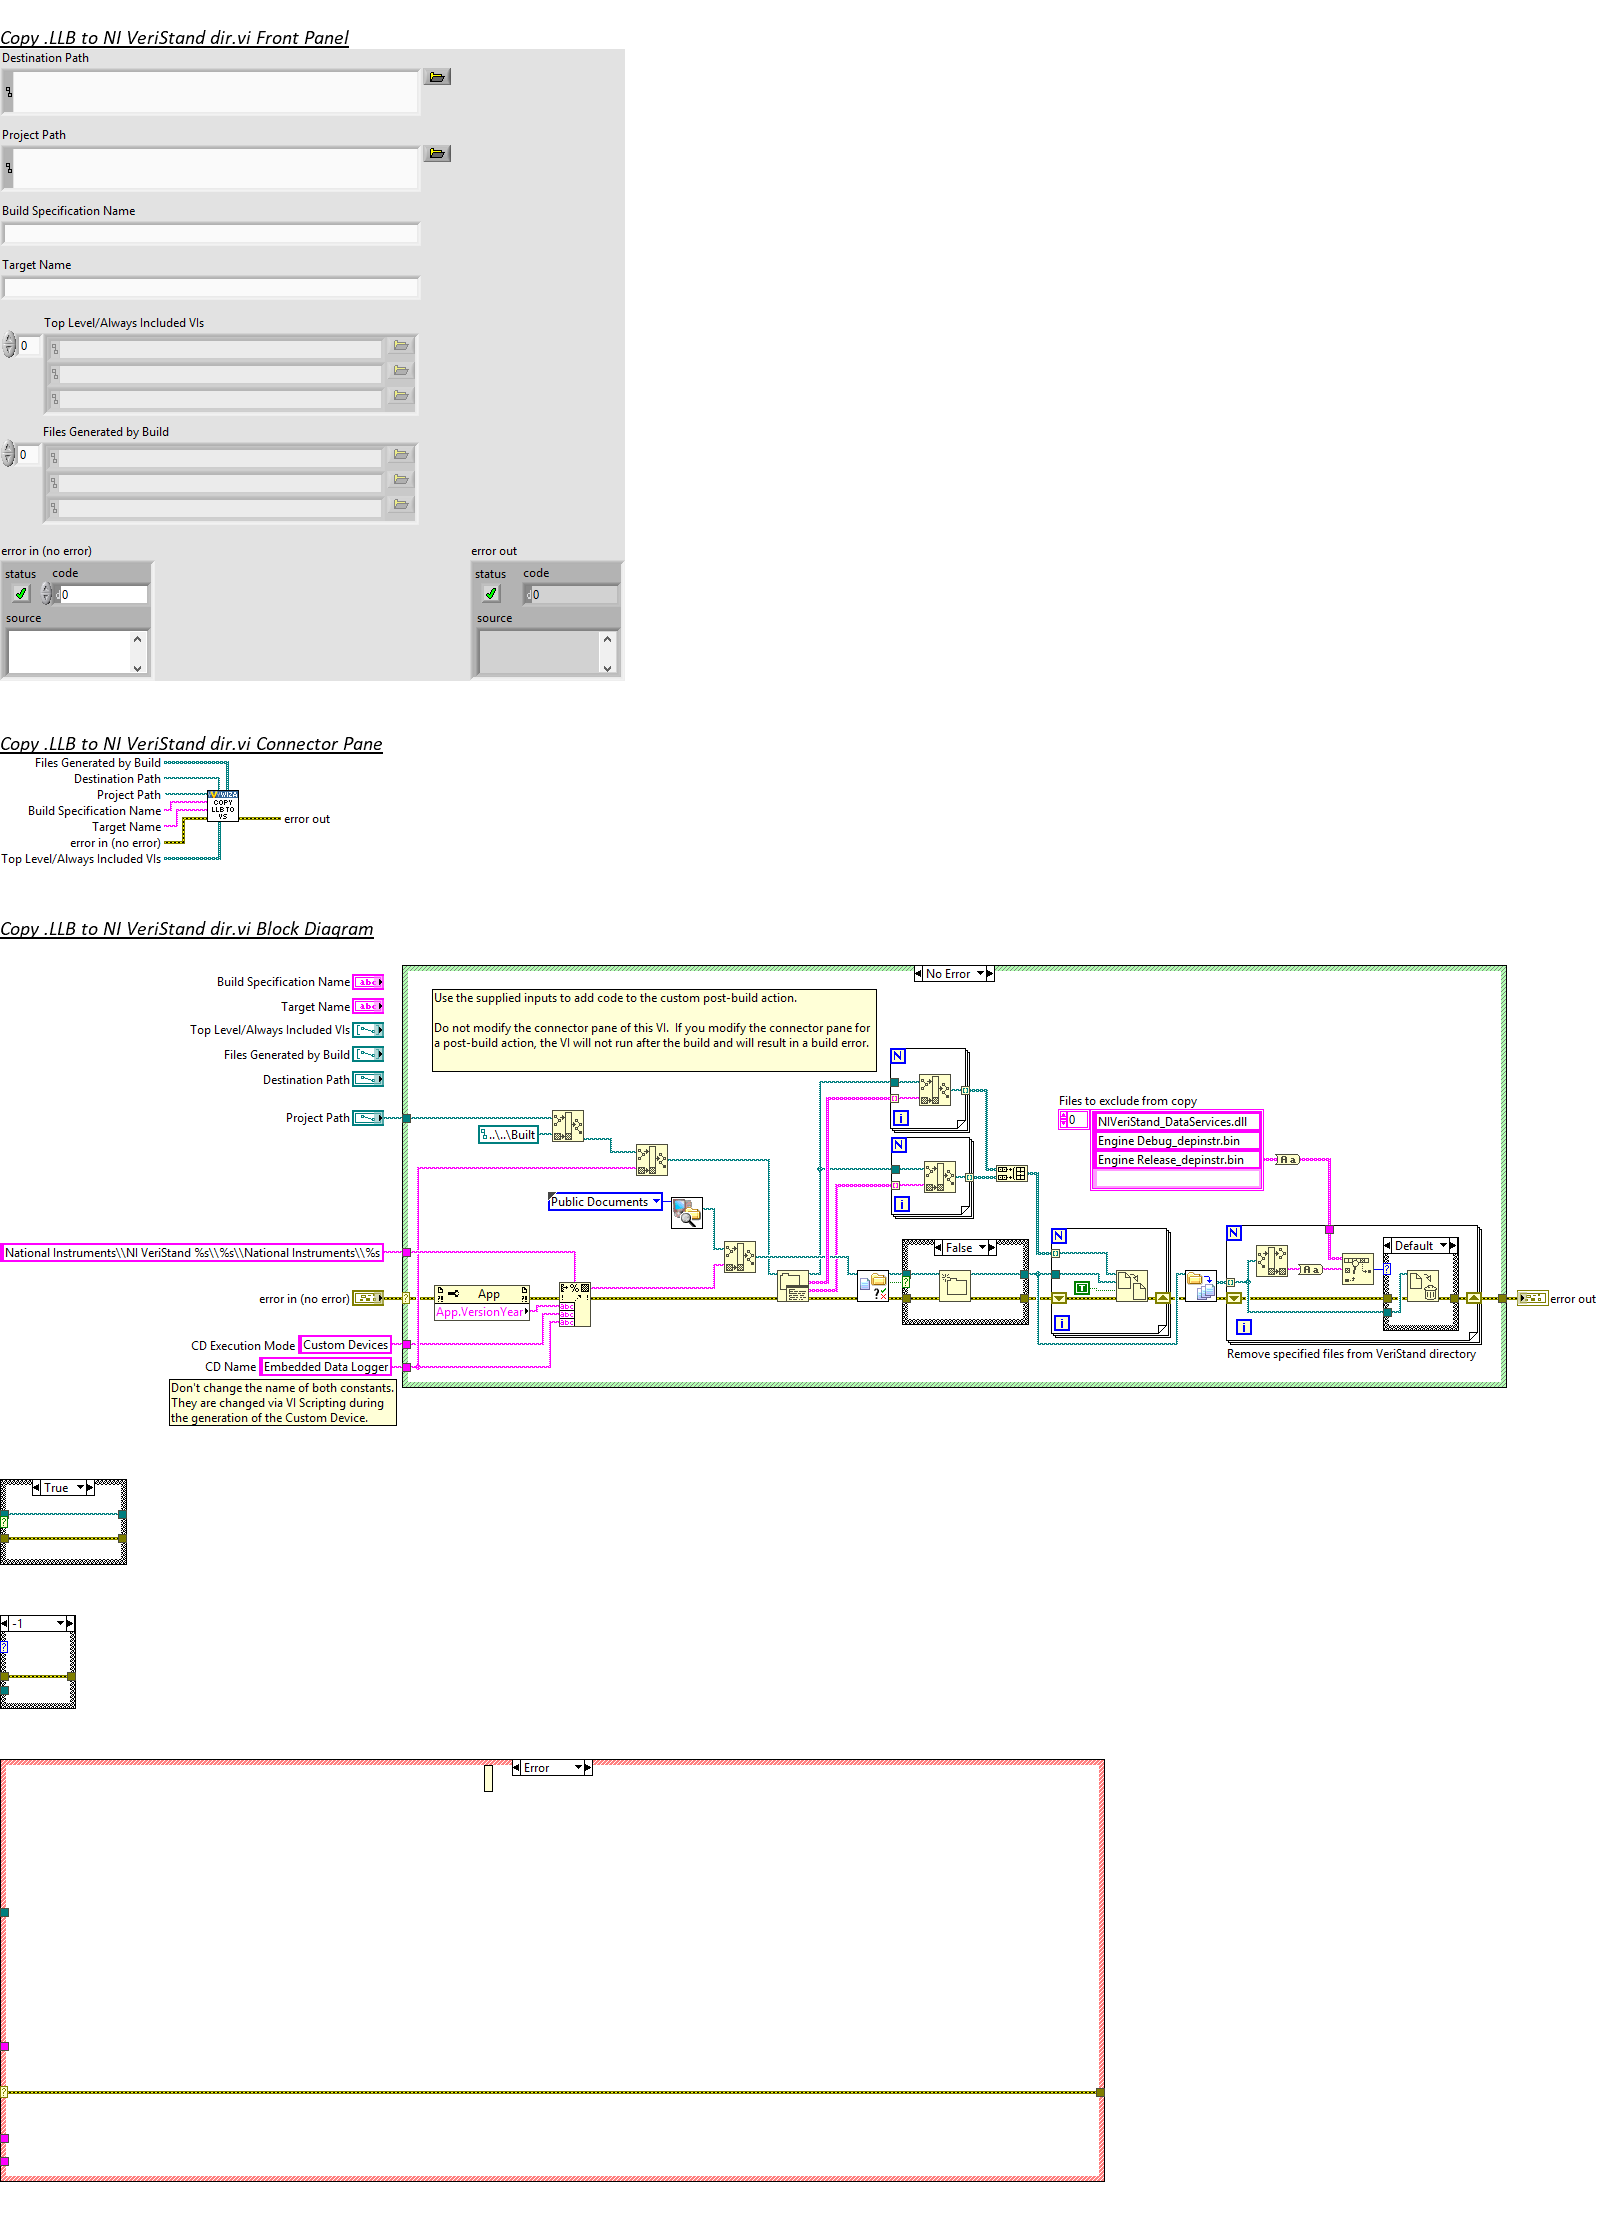 Copy .LLB to NI VeriStand dir.vi Front Panel
Destination Path
Project Path
Build Specification Name
Target Name
Top Level/Always Included VIs
0
Files Generated by Build
0
error in (no error)
status code
0
source
error out
status code
0
source
Copy .LLB to NI VeriStand dir.vi Connector Pane
Files Generated by Build
Destination Path
Project Path
Build Specification Name
Target Name
error in (no error)
Top Level/Always Included VIs
COPY
LLB TO
VS
error out
Copy .LLB to NI VeriStand dir.vi Block Diagram
Build Specification Name
Target Name
Top Level/Always Included VIs
Files Generated by Build
Destination Path
Project Path
National Instruments\\NI VeriStand %s\\%s\\National Instruments\\%s
error in (no error)
CD Execution Mode Custom Devices
CD Name Embedded Data Logger
Don't change the name of both constants.
They are changed via VI Scripting during
the generation of the Custom Device.
No Error
Use the supplied inputs to add code to the custom post-build action.
Do not modify the connector pane of this VI.  If you modify the connector pane for
a post-build action, the VI will not run after the build and will result in a build error.
..\..\Built
Public Documents
App
App.VersionYear
abc
abc
abc
N
i
N
i
False
N
T
i
Files to exclude from copy
0
NIVeriStand_DataServices.dll
Engine Debug_depinstr.bin
Engine Release_depinstr.bin
Aa
N
Aa
Default
i
Remove specified files from VeriStand directory
error out
True
-1
Error